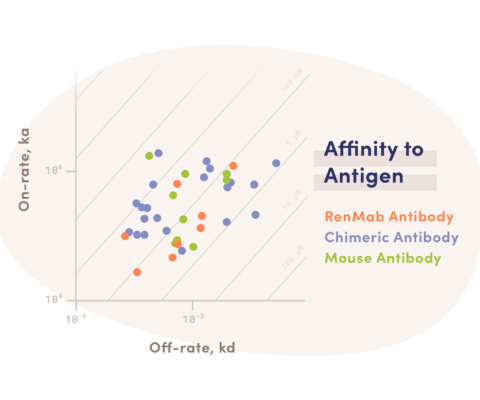 Affinity to
Antigen
RenMab Antibody
Chimeric Antibody
Mouse Antibody
On-rate, ka
10⁴
10⁻⁵
10⁻³
Off-rate, kd